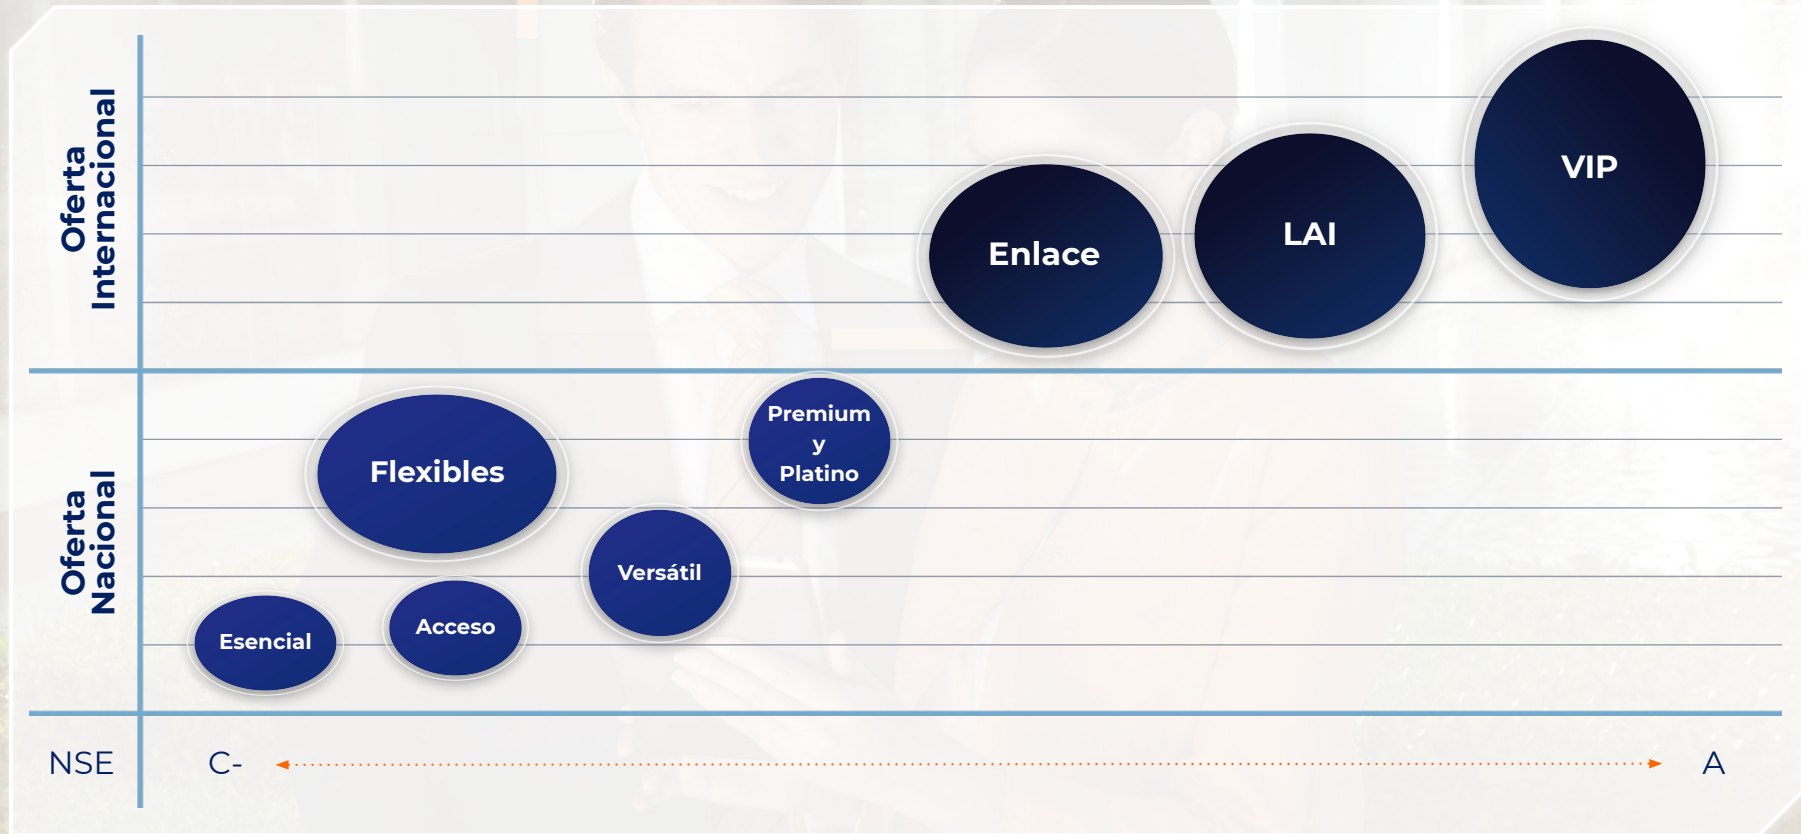 Oferta
Internacional
VIP
LAI
Enlace
Oferta
Nacional
Premium
y
Platino
Flexibles
Versátil
Acceso
Esencial
NSE
C-
A